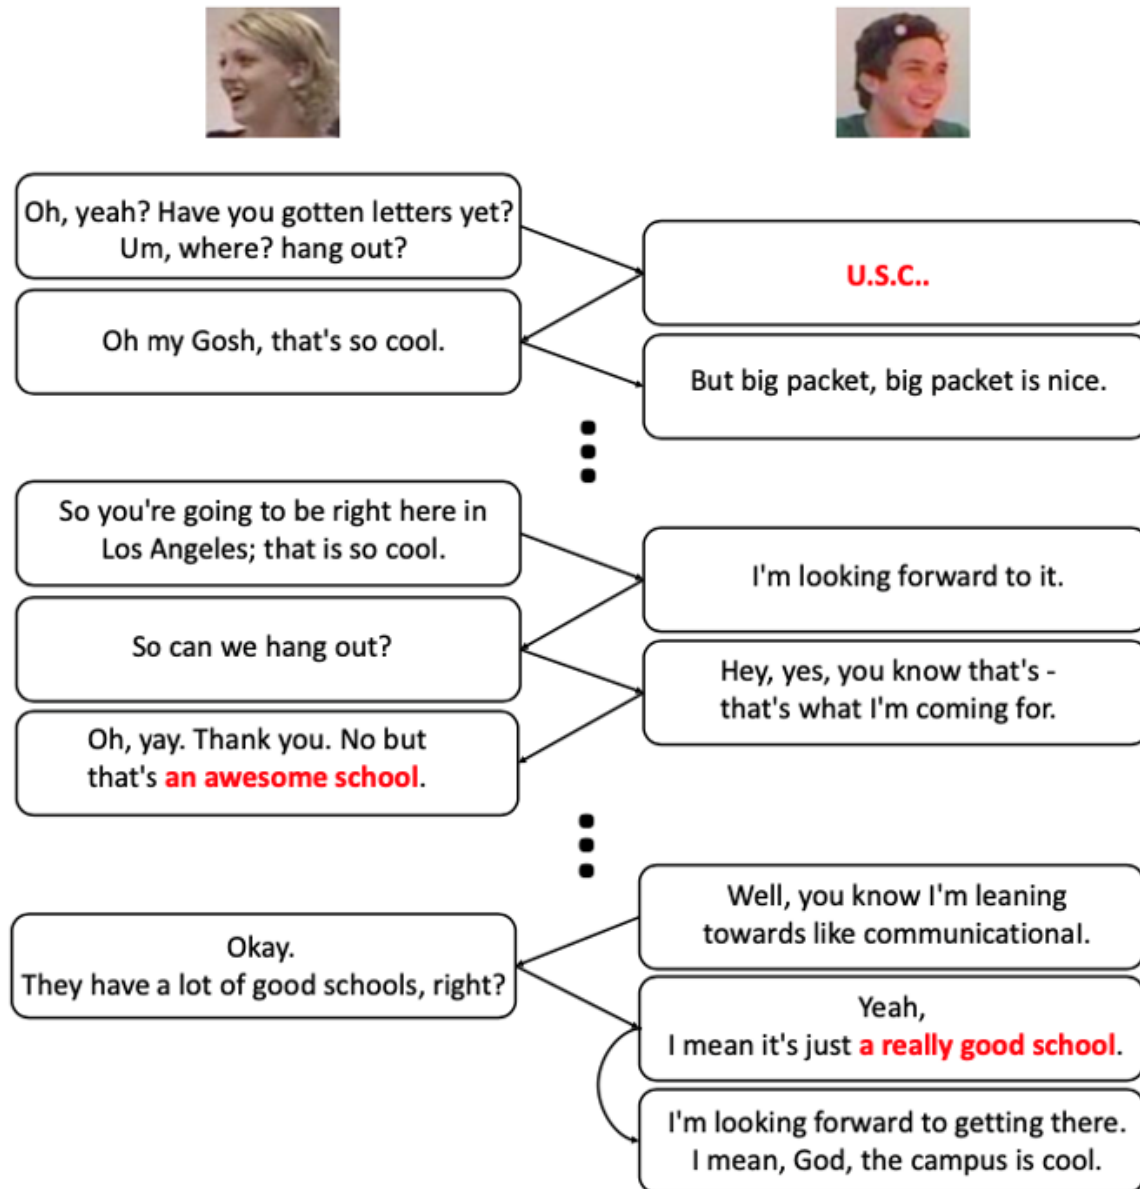 Oh, yeah? Have you gotten letters yet?
Um, where? hang out?
U.S.C..
Oh my Gosh, that's so cool.
But big packet, big packet is nice.
So you're going to be right here in
Los Angeles; that is so cool.
I'm looking forward to it.
So can we hang out?
Hey, yes, you know that's -
that's what I'm coming for.
Oh, yay. Thank you. No but
that's an awesome school.
Well, you know I'm leaning
towards like communicational.
Okay.
They have a lot of good schools, right?
Yeah,
I mean it's just a really good school.
I'm looking forward to getting there.
I mean, God, the campus is cool.